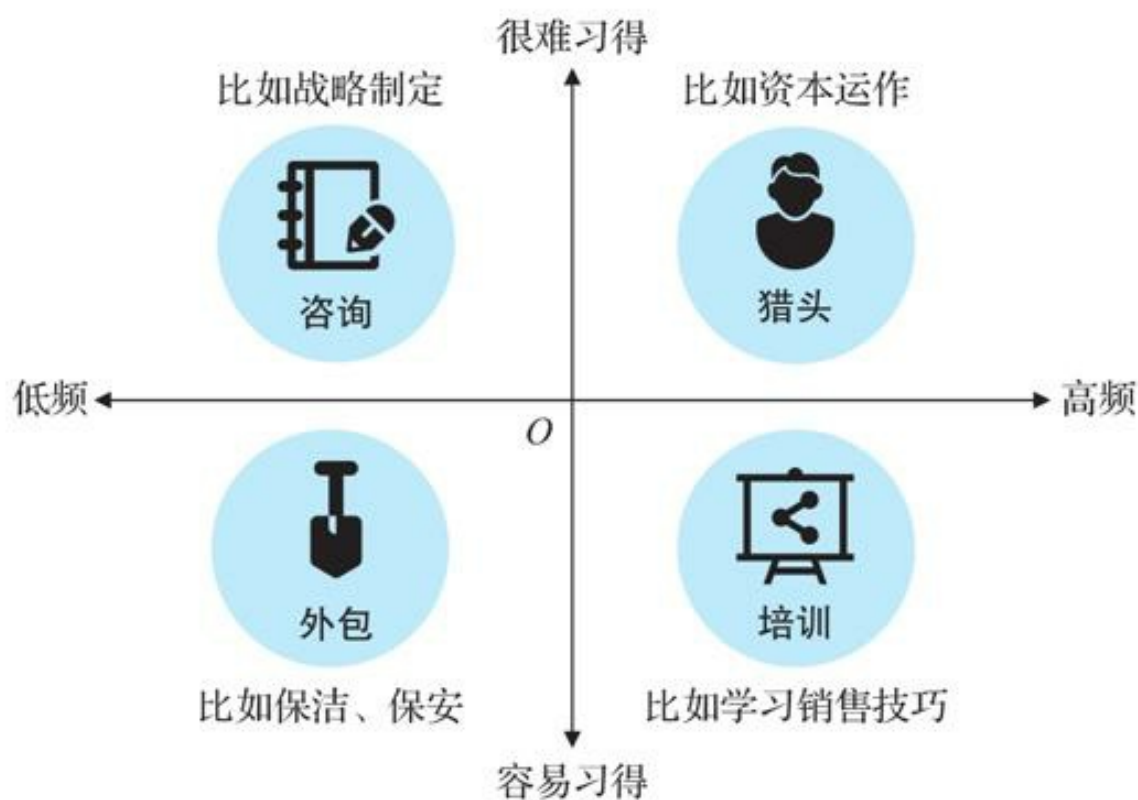 很难习得
比如战略制定
比如资本运作
咨询
猎头
低频
高频
O
外包
培训
比如保洁、保安
比如学习销售技巧
容易习得